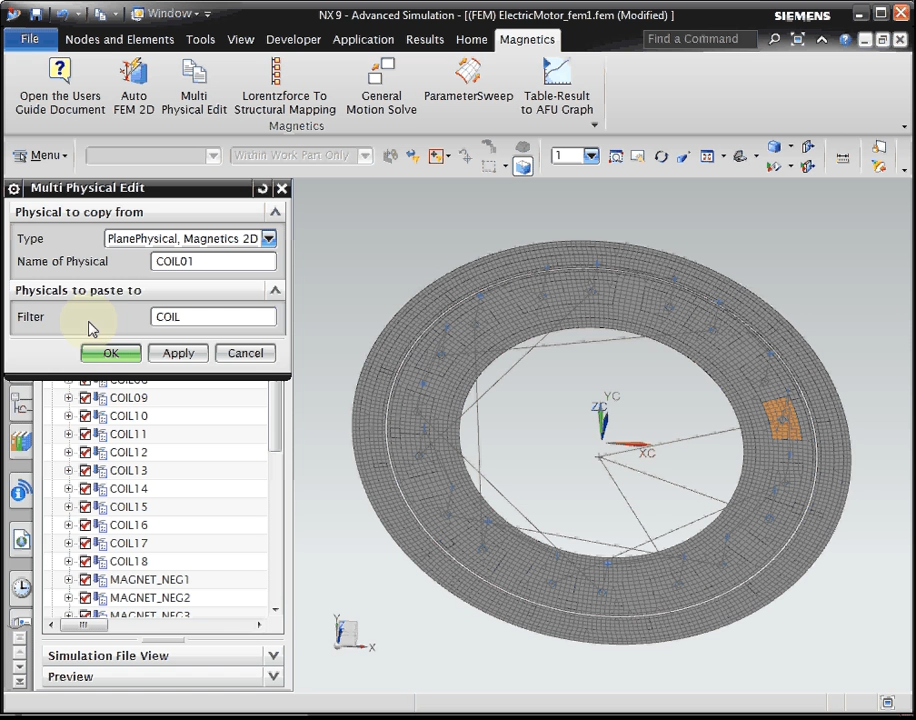 Window
NX 9 - Advanced Simulation - [(FEM) ElectricMotor_fem1.fem (Modified) ]
SIEMENS
File
Nodes and Elements
Tools
View
Developer
Application
Results
Home
Magnetics
Find a Command
Open the Users
Guide Document
Auto
FEM 2D
Multi
Physical Edit
Lorentzforce To
Structural Mapping
General
Motion Solve
ParameterSweep
Table-Result
to AFU Graph
Magnetics
Menu
Within Work Part Only
1
Multi Physical Edit
Physical to copy from
Type
PlanePhysical, Magnetics 2D
Name of Physical
COIL01
Physicals to paste to
Filter
COIL
OK
Apply
Cancel
COIL09
COIL10
COIL11
COIL12
COIL13
COIL14
COIL15
COIL16
COIL17
COIL18
MAGNET_NEG1
MAGNET_NEG2
MAGNET_NEG3
Simulation File View
Preview
YC
ZC
XC
Y
Z
X